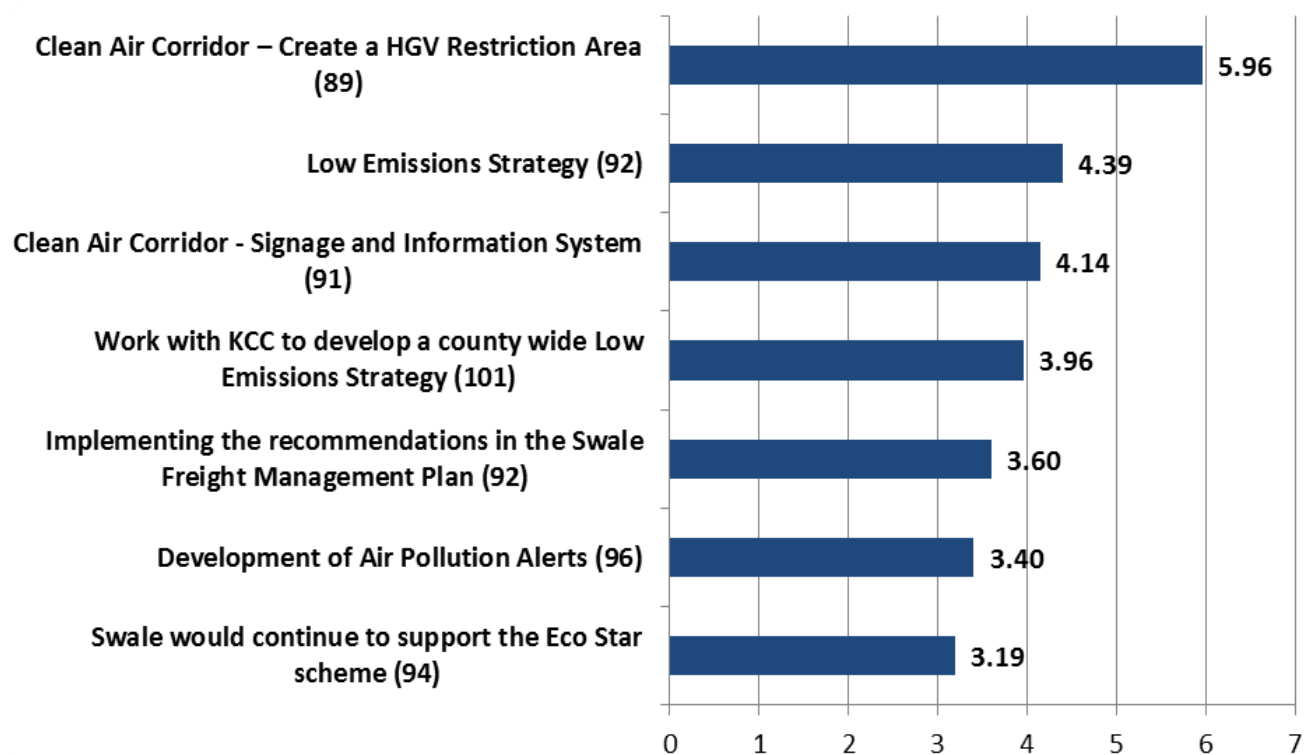 Clean Air Corridor – Create a HGV Restriction Area
(89)
5.96
Low Emissions Strategy (92)
4.39
Clean Air Corridor - Signage and Information System
(91)
4.14
Work with KCC to develop a county wide Low
Emissions Strategy (101)
3.96
Implementing the recommendations in the Swale
Freight Management Plan (92)
3.60
Development of Air Pollution Alerts (96)
3.40
Swale would continue to support the Eco Star
scheme (94)
3.19
0 1 2 3 4 5 6 7